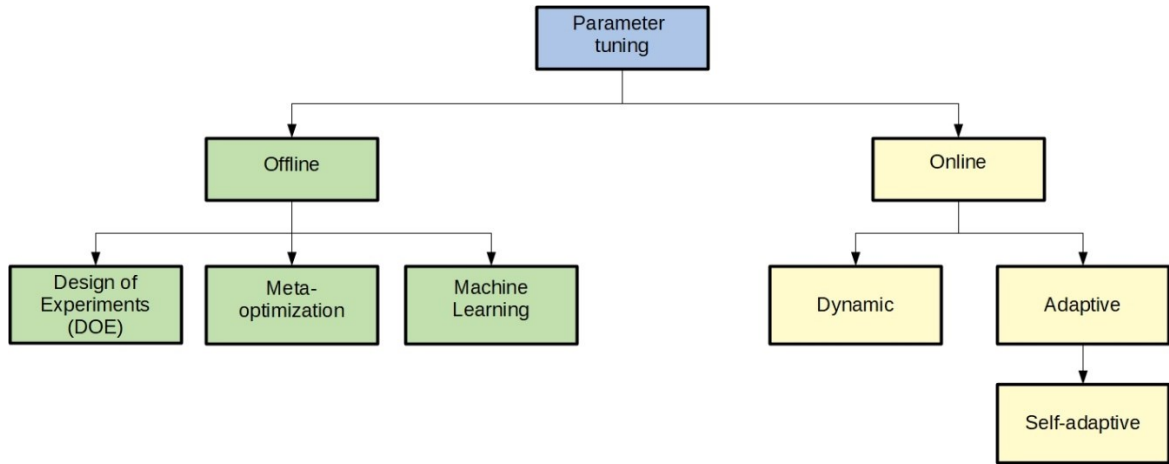 Parameter
tuning
Offline
Online
Design of
Experiments
(DOE)
Meta-
optimization
Machine
Learning
Dynamic
Adaptive
Self-adaptive